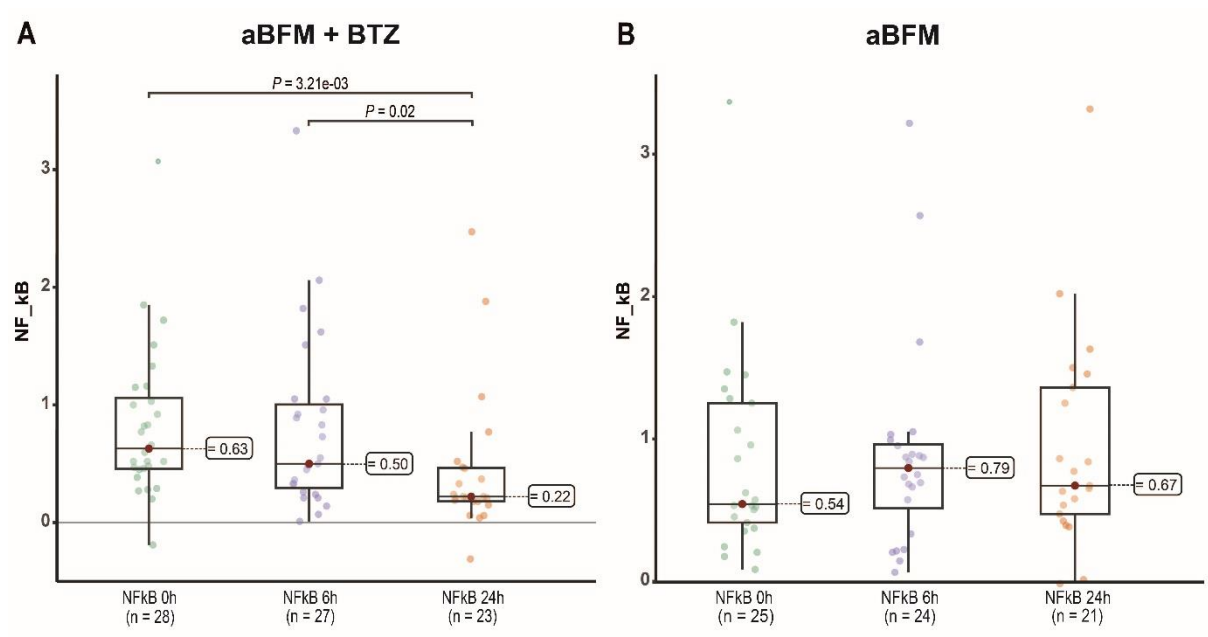 A
aBFM + BTZ
P = 3.21e-03
P = 0.02
NF_kB
3
2
1
0
= 0.63
= 0.50
= 0.22
NFkB 0h
(n = 28)
NFkB 6h
(n = 27)
NFkB 24h
(n = 23)
B
aBFM
NF_kB
3
2
1
0
= 0.54
= 0.79
= 0.67
NFkB 0h
(n = 25)
NFkB 6h
(n = 24)
NFkB 24h
(n = 21)